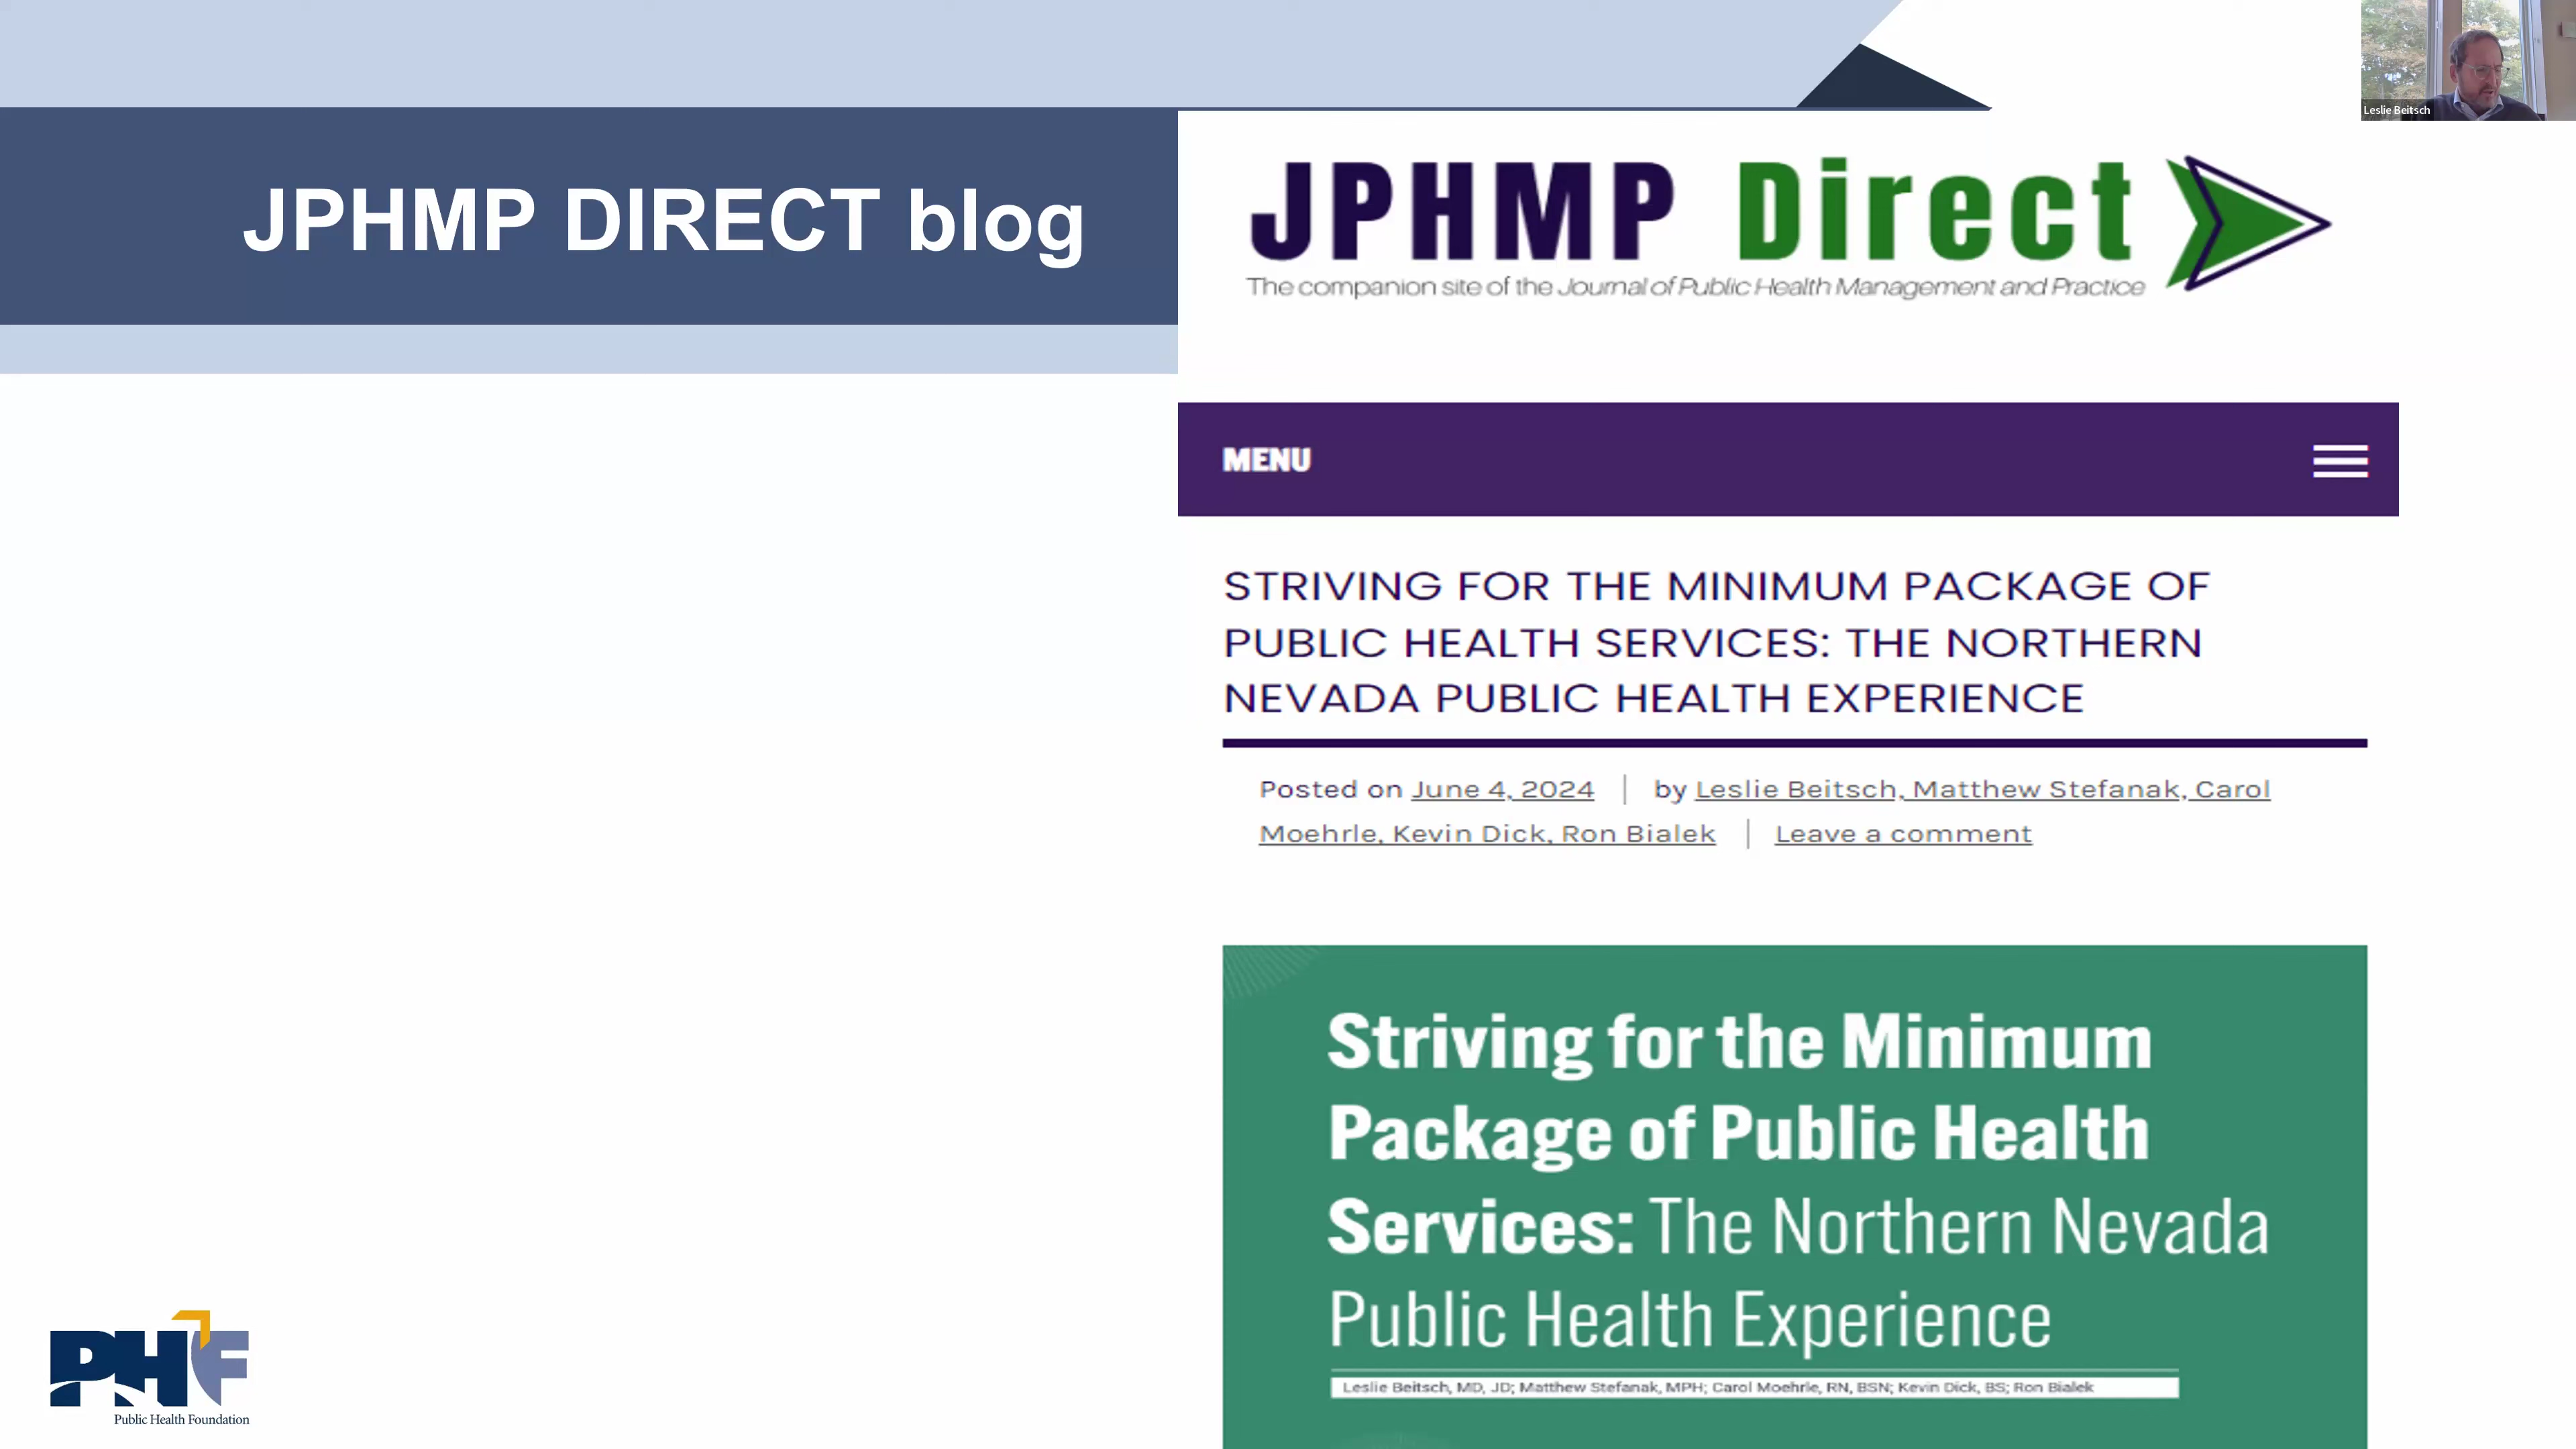 Leslie Beitsch
JPHMP DIRECT blog
JPHMP Direct
The companion site of the Journal of Public Health Management and Practice
MENU
STRIVING FOR THE MINIMUM PACKAGE OF
PUBLIC HEALTH SERVICES: THE NORTHERN
NEVADA PUBLIC HEALTH EXPERIENCE
Posted on June 4, 2024 | by Leslie Beitsch, Matthew Stefanak, Carol
Moehrle, Kevin Dick, Ron Bialek | Leave a comment
Striving for the Minimum
Package of Public Health
Services: The Northern Nevada
Public Health Experience
Leslie Beitsch, MD, JD; Matthew Stefanak, MPH; Carol Moehrle, RN, BSN; Kevin Dick, BS; Ron Bialek
PHF
Public Health Foundation